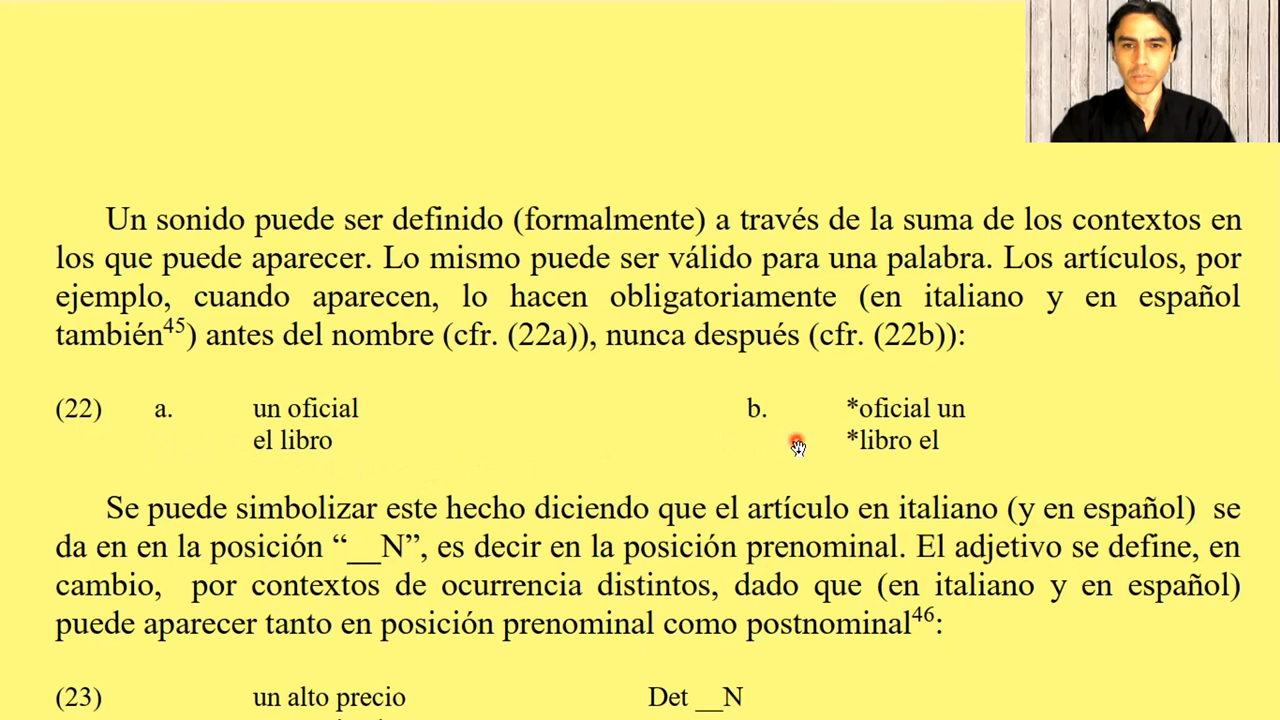 Un sonido puede ser definido (formalmente) a través de la suma de los contextos en
los que puede aparecer. Lo mismo puede ser válido para una palabra. Los artículos, por
ejemplo, cuando aparecen, lo hacen obligatoriamente (en italiano y en español
también45) antes del nombre (cfr. (22a)), nunca después (cfr. (22b)):
(22) a. un oficial b. *oficial un
el libro *libro el
Se puede simbolizar este hecho diciendo que el artículo en italiano (y en español) se
da en en la posición “__N”, es decir en la posición prenominal. El adjetivo se define, en
cambio, por contextos de ocurrencia distintos, dado que (en italiano y en español)
puede aparecer tanto en posición prenominal como postnominal46:
(23) un alto precio Det __N